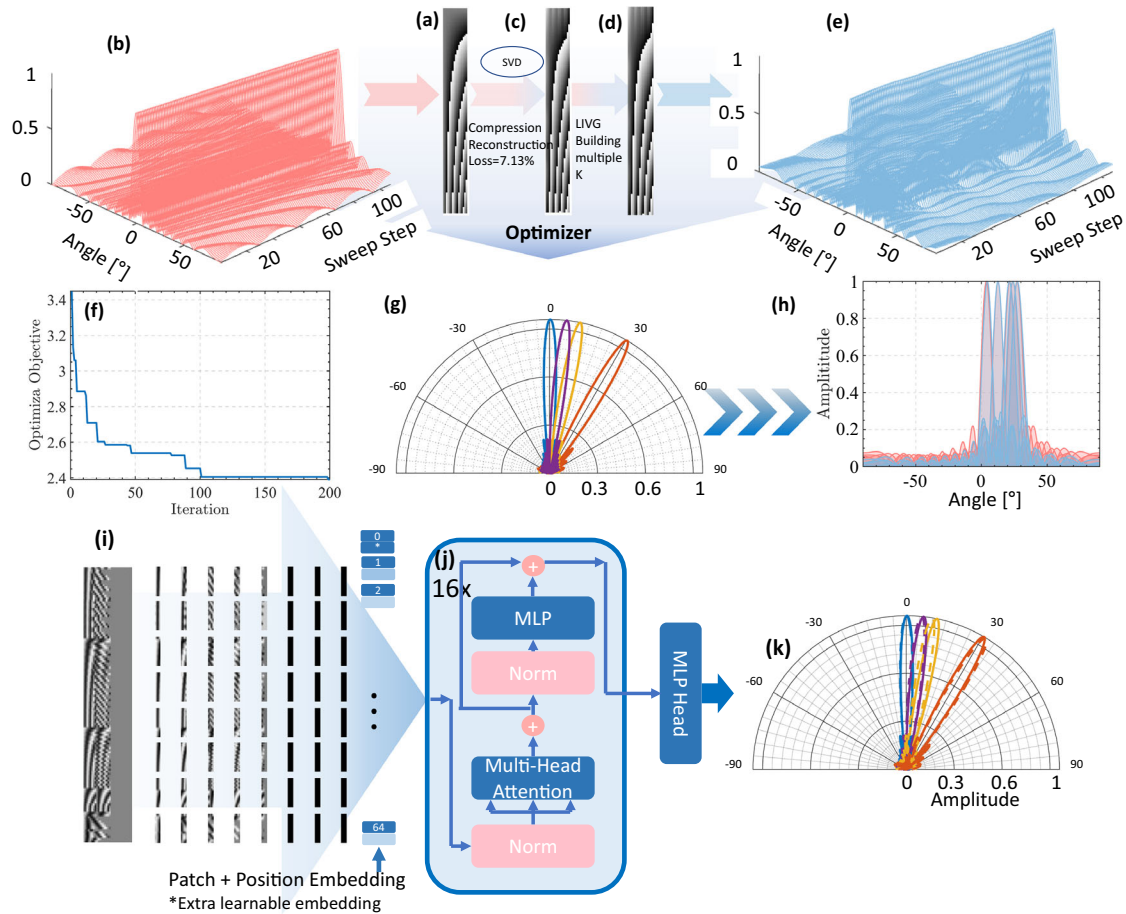 (a)
(c)
(d)
(e)
(b)
SVD
1
0.5
0
-50
0
50
Angle [°]
20
60
100
Sweep Step
Compression
Reconstruction
Loss=7.13%
LIVG
Building
multiple
K
1
0.5
0
-50
0
50
Angle [°]
20
60
100
Sweep Step
Optimizer
(f)
3.4
3.2
3
2.8
2.6
2.4
0
50
100
150
200
Optimiza Objective
Iteration
(g)
-90
-60
-30
0
30
60
90
0
0.3
0.6
1
(h)
1
0.8
0.6
0.4
0.2
0
-50
0
50
Amplititude
Angle [°]
(i)
0
*
1
2
64
Patch + Position Embedding
*Extra learnable embedding
(j)
16x
+
MLP
Norm
+
Multi-Head
Attention
Norm
MLP Head
(k)
-90
-60
-30
0
30
60
90
0
0.3
0.6
1
Amplitude